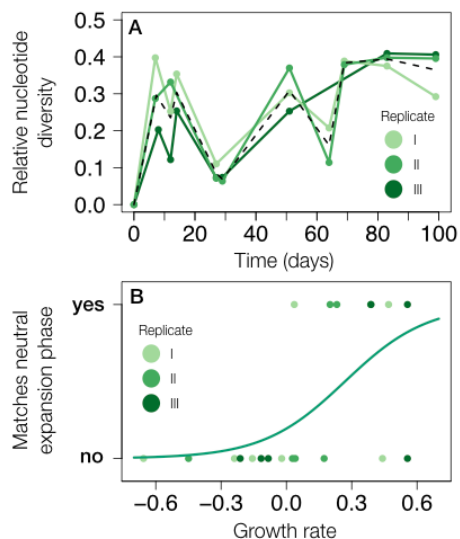 A
Relative nucleotide
diversity
0.5
0.4
0.3
0.2
0.1
0.0
Replicate
I
II
III
0 20 40 60 80 100
Time (days)
B
Matches neutral
expansion phase
yes
no
Replicate
I
II
III
-0.6 -0.3 0.0 0.3 0.6
Growth rate